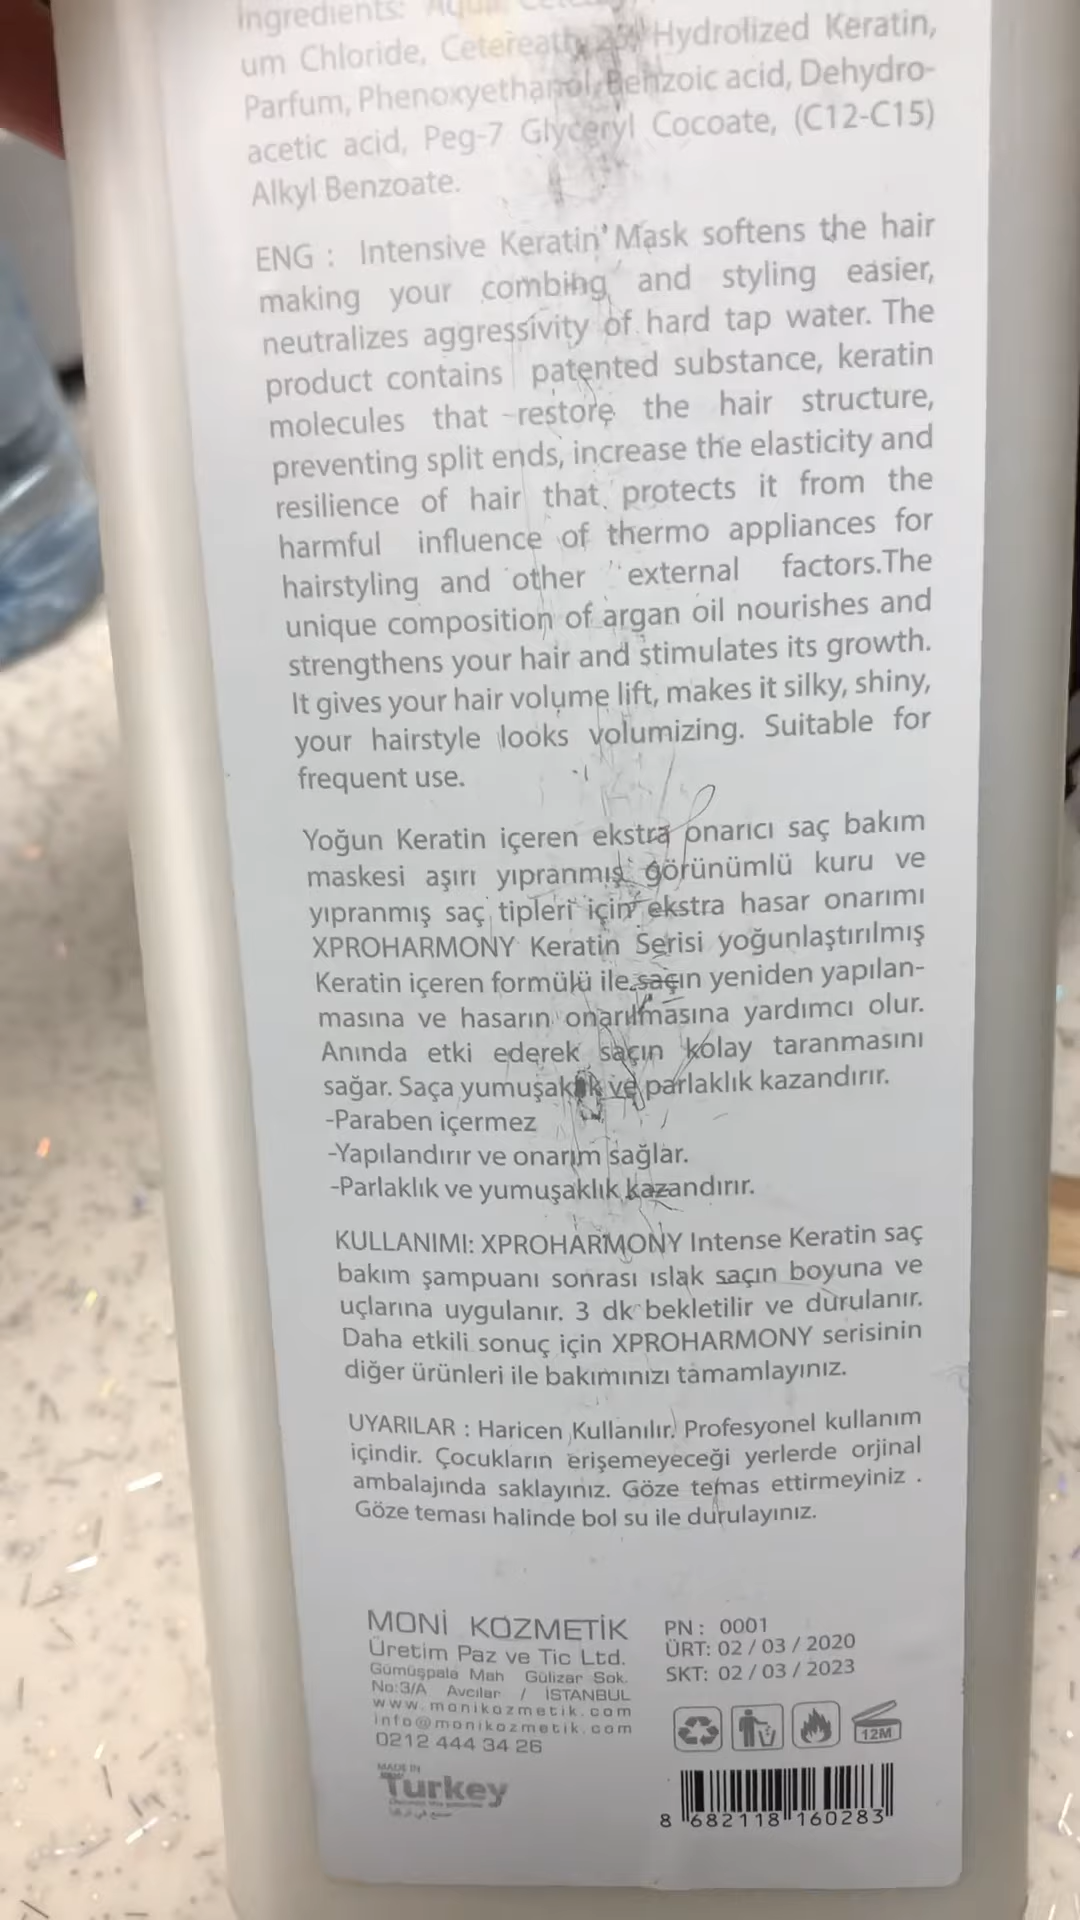 Ingredients: Aqua
um Chloride, Cetereath 25, Hydrolized Keratin,
Parfum, Phenoxyethanol, Benzoic acid, Dehydro-
acetic acid, Peg-7 Glyceryl Cocoate, (C12-C15)
Alkyl Benzoate.
ENG : Intensive Keratin Mask softens the hair
making your combing and styling easier,
neutralizes aggressivity of hard tap water. The
product contains patented substance, keratin
molecules that restore the hair structure,
preventing split ends, increase the elasticity and
resilience of hair that protects it from the
harmful influence of thermo appliances for
hairstyling and other external factors.The
unique composition of argan oil nourishes and
strengthens your hair and stimulates its growth.
It gives your hair volume lift, makes it silky, shiny,
your hairstyle looks volumizing. Suitable for
frequent use.
Yoğun Keratin içeren ekstra onarıcı saç bakım
maskesi aşırı yıpranmış görünümlü kuru ve
yıpranmış saç tipleri için ekstra hasar onarımı
XPROHARMONY Keratin Serisi yoğunlaştırılmış
Keratin içeren formülü ile saçın yeniden yapılan-
masına ve hasarın onarılmasına yardımcı olur.
Anında etki ederek saçın kolay taranmasını
sağar. Saça yumuşaklık ve parlaklık kazandırır.
-Paraben içermez
-Yapılandırır ve onarım sağlar.
-Parlaklık ve yumuşaklık kazandırır.
KULLANIMI: XPROHARMONY Intense Keratin saç
bakım şampuanı sonrası ıslak saçın boyuna ve
uçlarına uygulanır. 3 dk bekletilir ve durulanır.
Daha etkili sonuç için XPROHARMONY serisinin
diğer ürünleri ile bakımınızı tamamlayınız.
UYARILAR : Haricen Kullanılır. Profesyonel kullanım
içindir. Çocukların erişemeyeceği yerlerde orjinal
ambalajında saklayınız. Göze temas ettirmeyiniz .
Göze teması halinde bol su ile durulayınız.
MONİ KOZMETİK
Üretim Paz ve Tic Ltd.
Gümüşpala Mah Gülizar Sok.
No:3/A Avcılar / İSTANBUL
www.monikozmetik.com
info@monikozmetik.com
0212 444 34 26
MADE IN
Turkey
PN : 0001
ÜRT: 02 / 03 / 2020
SKT: 02 / 03 / 2023
12M
8 682118 160283